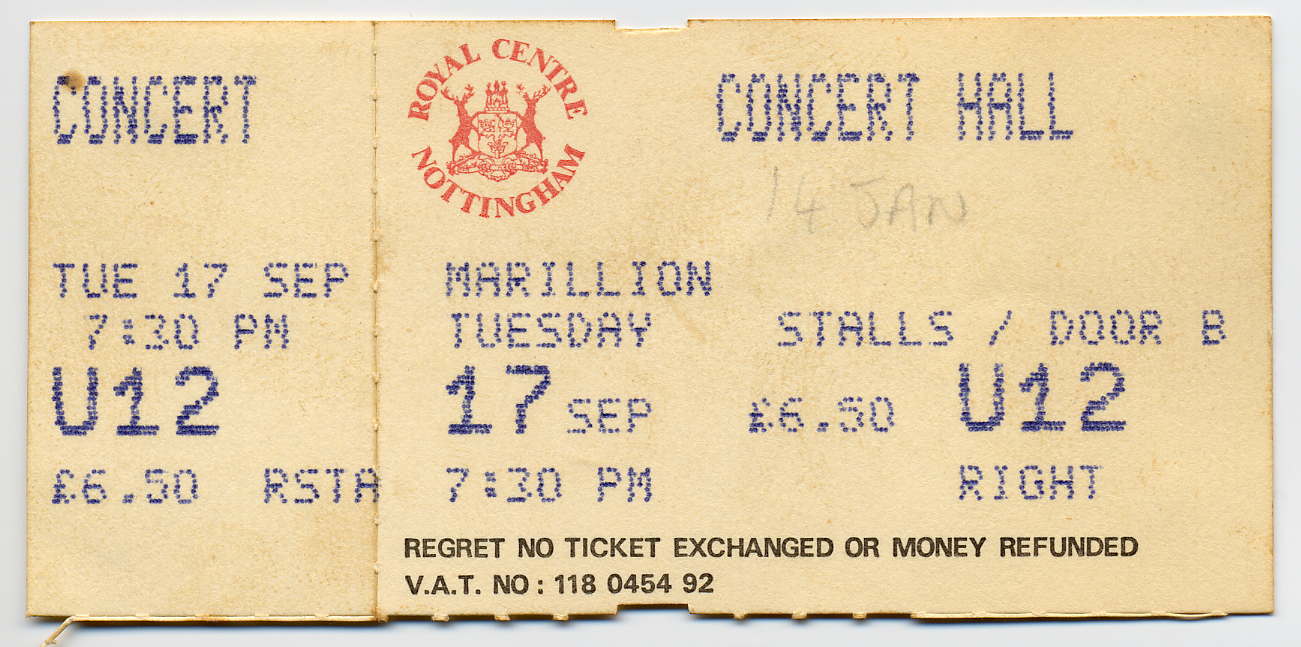 CONCERT
TUE 17 SEP
7:30 PM
U12
£6.50 RSTA
ROYAL CENTRE
NOTTINGHAM
CONCERT HALL
14 JAN
MARILLION
TUESDAY
17 SEP
7:30 PM
STALLS / DOOR B
£6.50 U12
RIGHT
REGRET NO TICKET EXCHANGED OR MONEY REFUNDED
V.A.T. NO : 118 0454 92